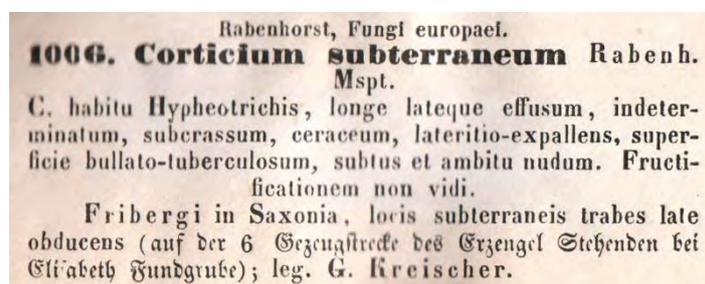 Rabenhorst, Fungi europaei.
1006. Corticium subterraneum Rabenh.
Mspt.
C. habitu Hypheotrichis, longe lateque effusum, indeter-
minatum, subcrassum, ceraceum, lateritio-expallens, super-
ficie bullato-tuberculosum, subtus et ambitu nudum. Fructi-
ficationem non vidi.
Fribergi in Saxonia, locis subterraneis trabes late
obducens (auf der 6 Gezeugstrecke des Erzengel Stehenden bei
Elisabeth Fundgrube); leg. G. Kreischer.